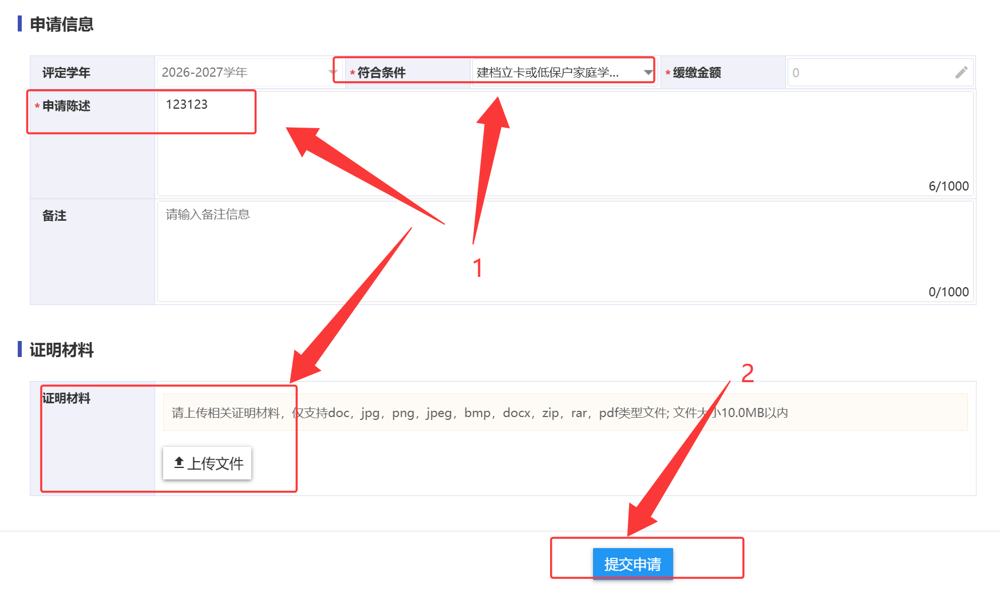 申请信息
评定学年 2026-2027学年 *符合条件 建档立卡或低保户家庭学... *缓缴金额 0
*申请陈述 123123
6/1000
备注 请输入备注信息
1
0/1000
证明材料
2
证明材料
请上传相关证明材料，仅支持doc，jpg，png，jpeg，bmp，docx，zip，rar，pdf类型文件; 文件大小10.0MB以内
上传文件
提交申请